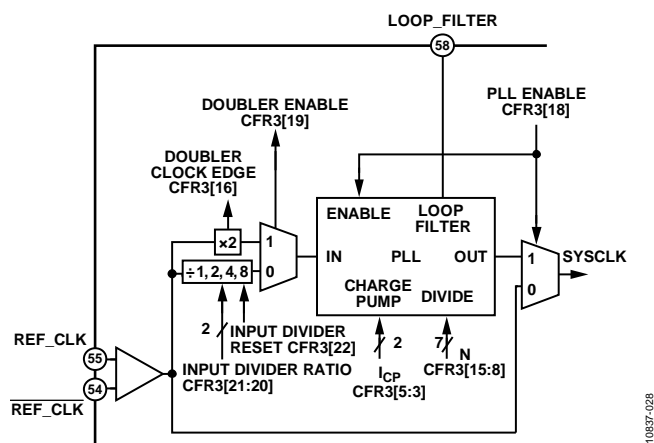 LOOP_FILTER
58
DOUBLER ENABLE
CFR3[19]
PLL ENABLE
CFR3[18]
DOUBLER
CLOCK EDGE
CFR3[16]
ENABLE
LOOP
FILTER
×2
1
÷1, 2, 4, 8
0
IN
PLL
OUT
1
0
SYSCLK
CHARGE
PUMP
DIVIDE
2
INPUT DIVIDER
RESET CFR3[22]
INPUT DIVIDER RATIO
CFR3[21:20]
2
ICP
CFR3[5:3]
7
N
CFR3[15:8]
REF_CLK
55
54
REF_CLK
10837-028